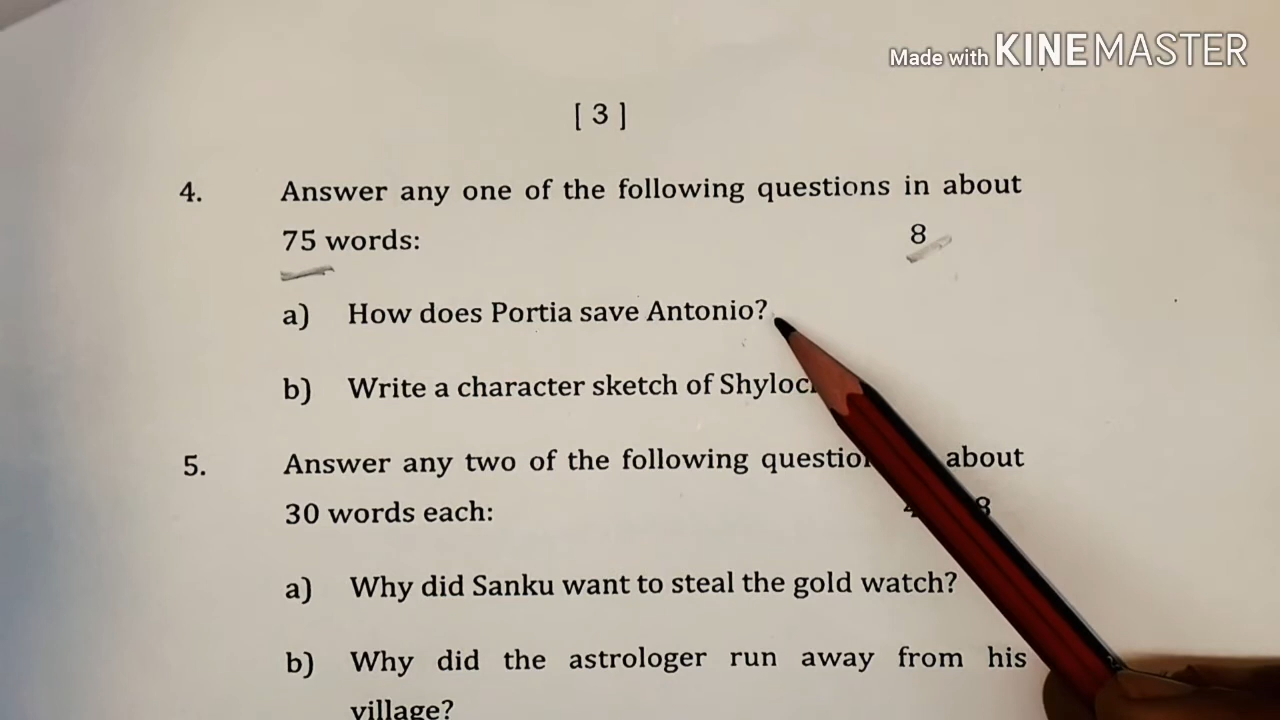 Made with KINEMASTER
[ 3 ]
4. Answer any one of the following questions in about
75 words: 8
a) How does Portia save Antonio?
b) Write a character sketch of
5. Answer any two of the following about
30 words each: 8
a) Why did Sanku want to steal the gold watch?
b) Why did the astrologer run away from his
village?